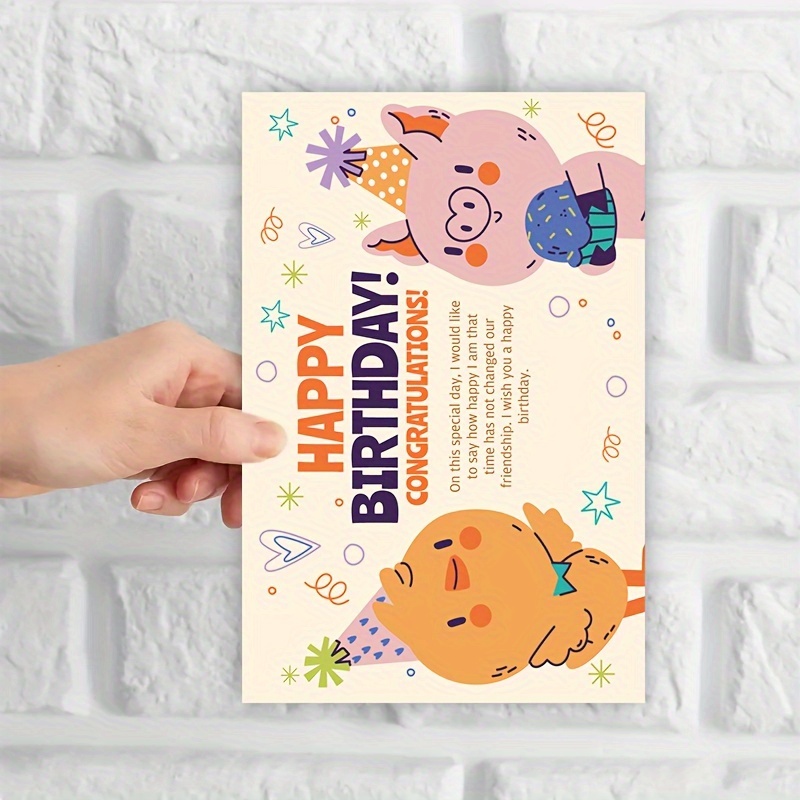 HAPPY
BIRTHDAY!
CONGRATULATIONS!
On this special day, I would like
to say how happy I am that
time has not changed our
friendship. I wish you a happy
birthday.